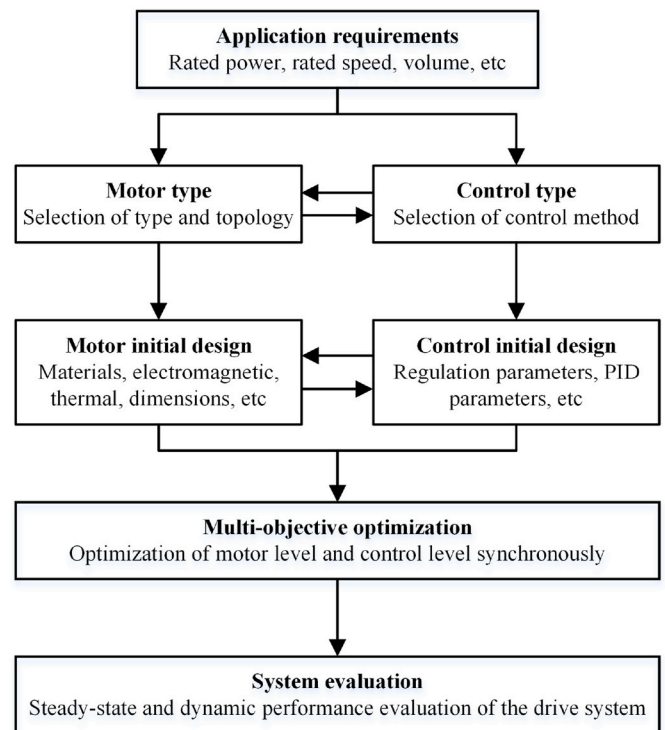 Application requirements
Rated power, rated speed, volume, etc
Motor type
Selection of type and topology
Control type
Selection of control method
Motor initial design
Materials, electromagnetic,
thermal, dimensions, etc
Control initial design
Regulation parameters, PID
parameters, etc
Multi-objective optimization
Optimization of motor level and control level synchronously
System evaluation
Steady-state and dynamic performance evaluation of the drive system